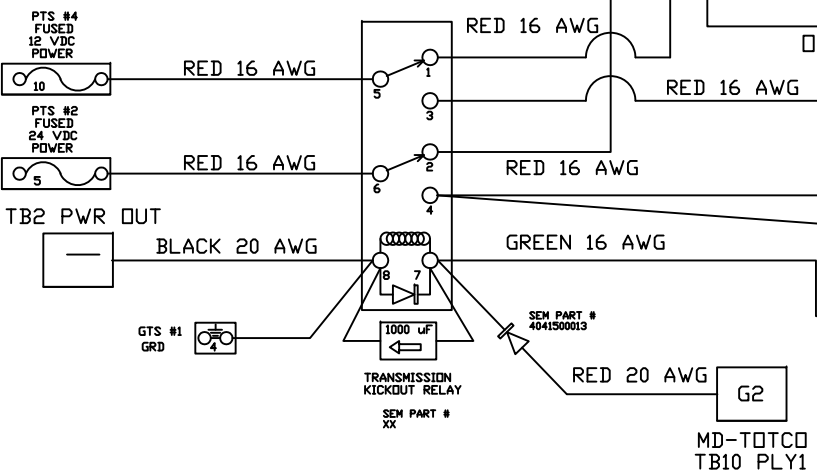 PTS #4
FUSED
12 VDC
POWER
10
RED 16 AWG
5
1
RED 16 AWG
3
RED 16 AWG
PTS #2
FUSED
24 VDC
POWER
5
RED 16 AWG
6
2
RED 16 AWG
4
TB2 PWR OUT
BLACK 20 AWG
8
7
GREEN 16 AWG
GTS #1
GRD
4
1000 uF
SEM PART #
4041500013
TRANSMISSION
KICKOUT RELAY
SEM PART #
XX
RED 20 AWG
G2
MD-TOTCO
TB10 PLY1